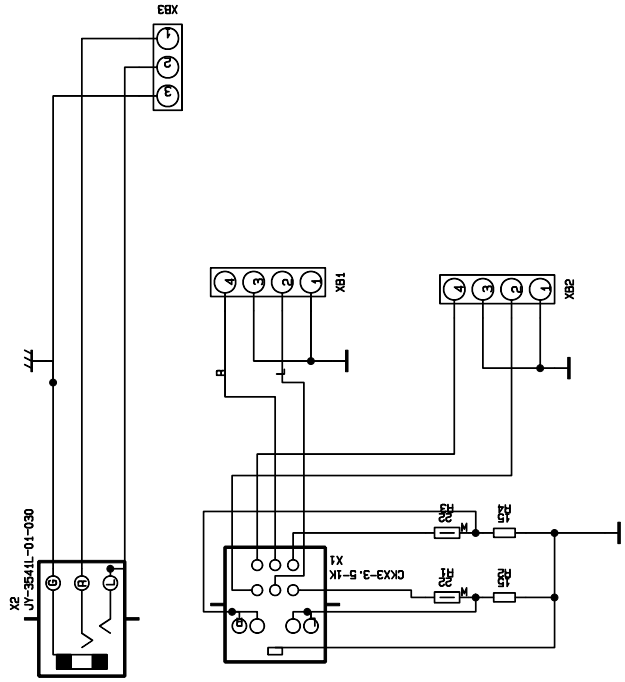 XB3
1
2
3
4 3 2 1
XB1
4 3 2 1
XB2
R
L
X2
JY-3541L-01-030
G R L
X1
CKX3-3.5-1K
R3
22
M
R4
15
R1
22
M
R2
15